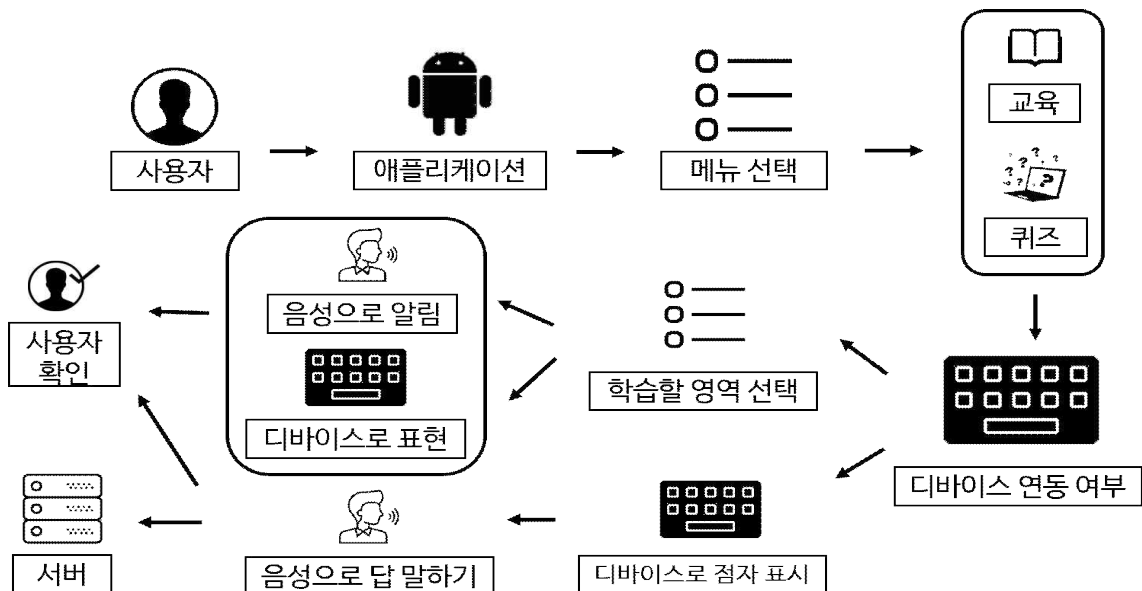 사용자
애플리케이션
메뉴 선택
교육
퀴즈
디바이스 연동 여부
학습할 영역 선택
음성으로 알림
디바이스로 표현
사용자
확인
디바이스로 점자 표시
음성으로 답 말하기
서버